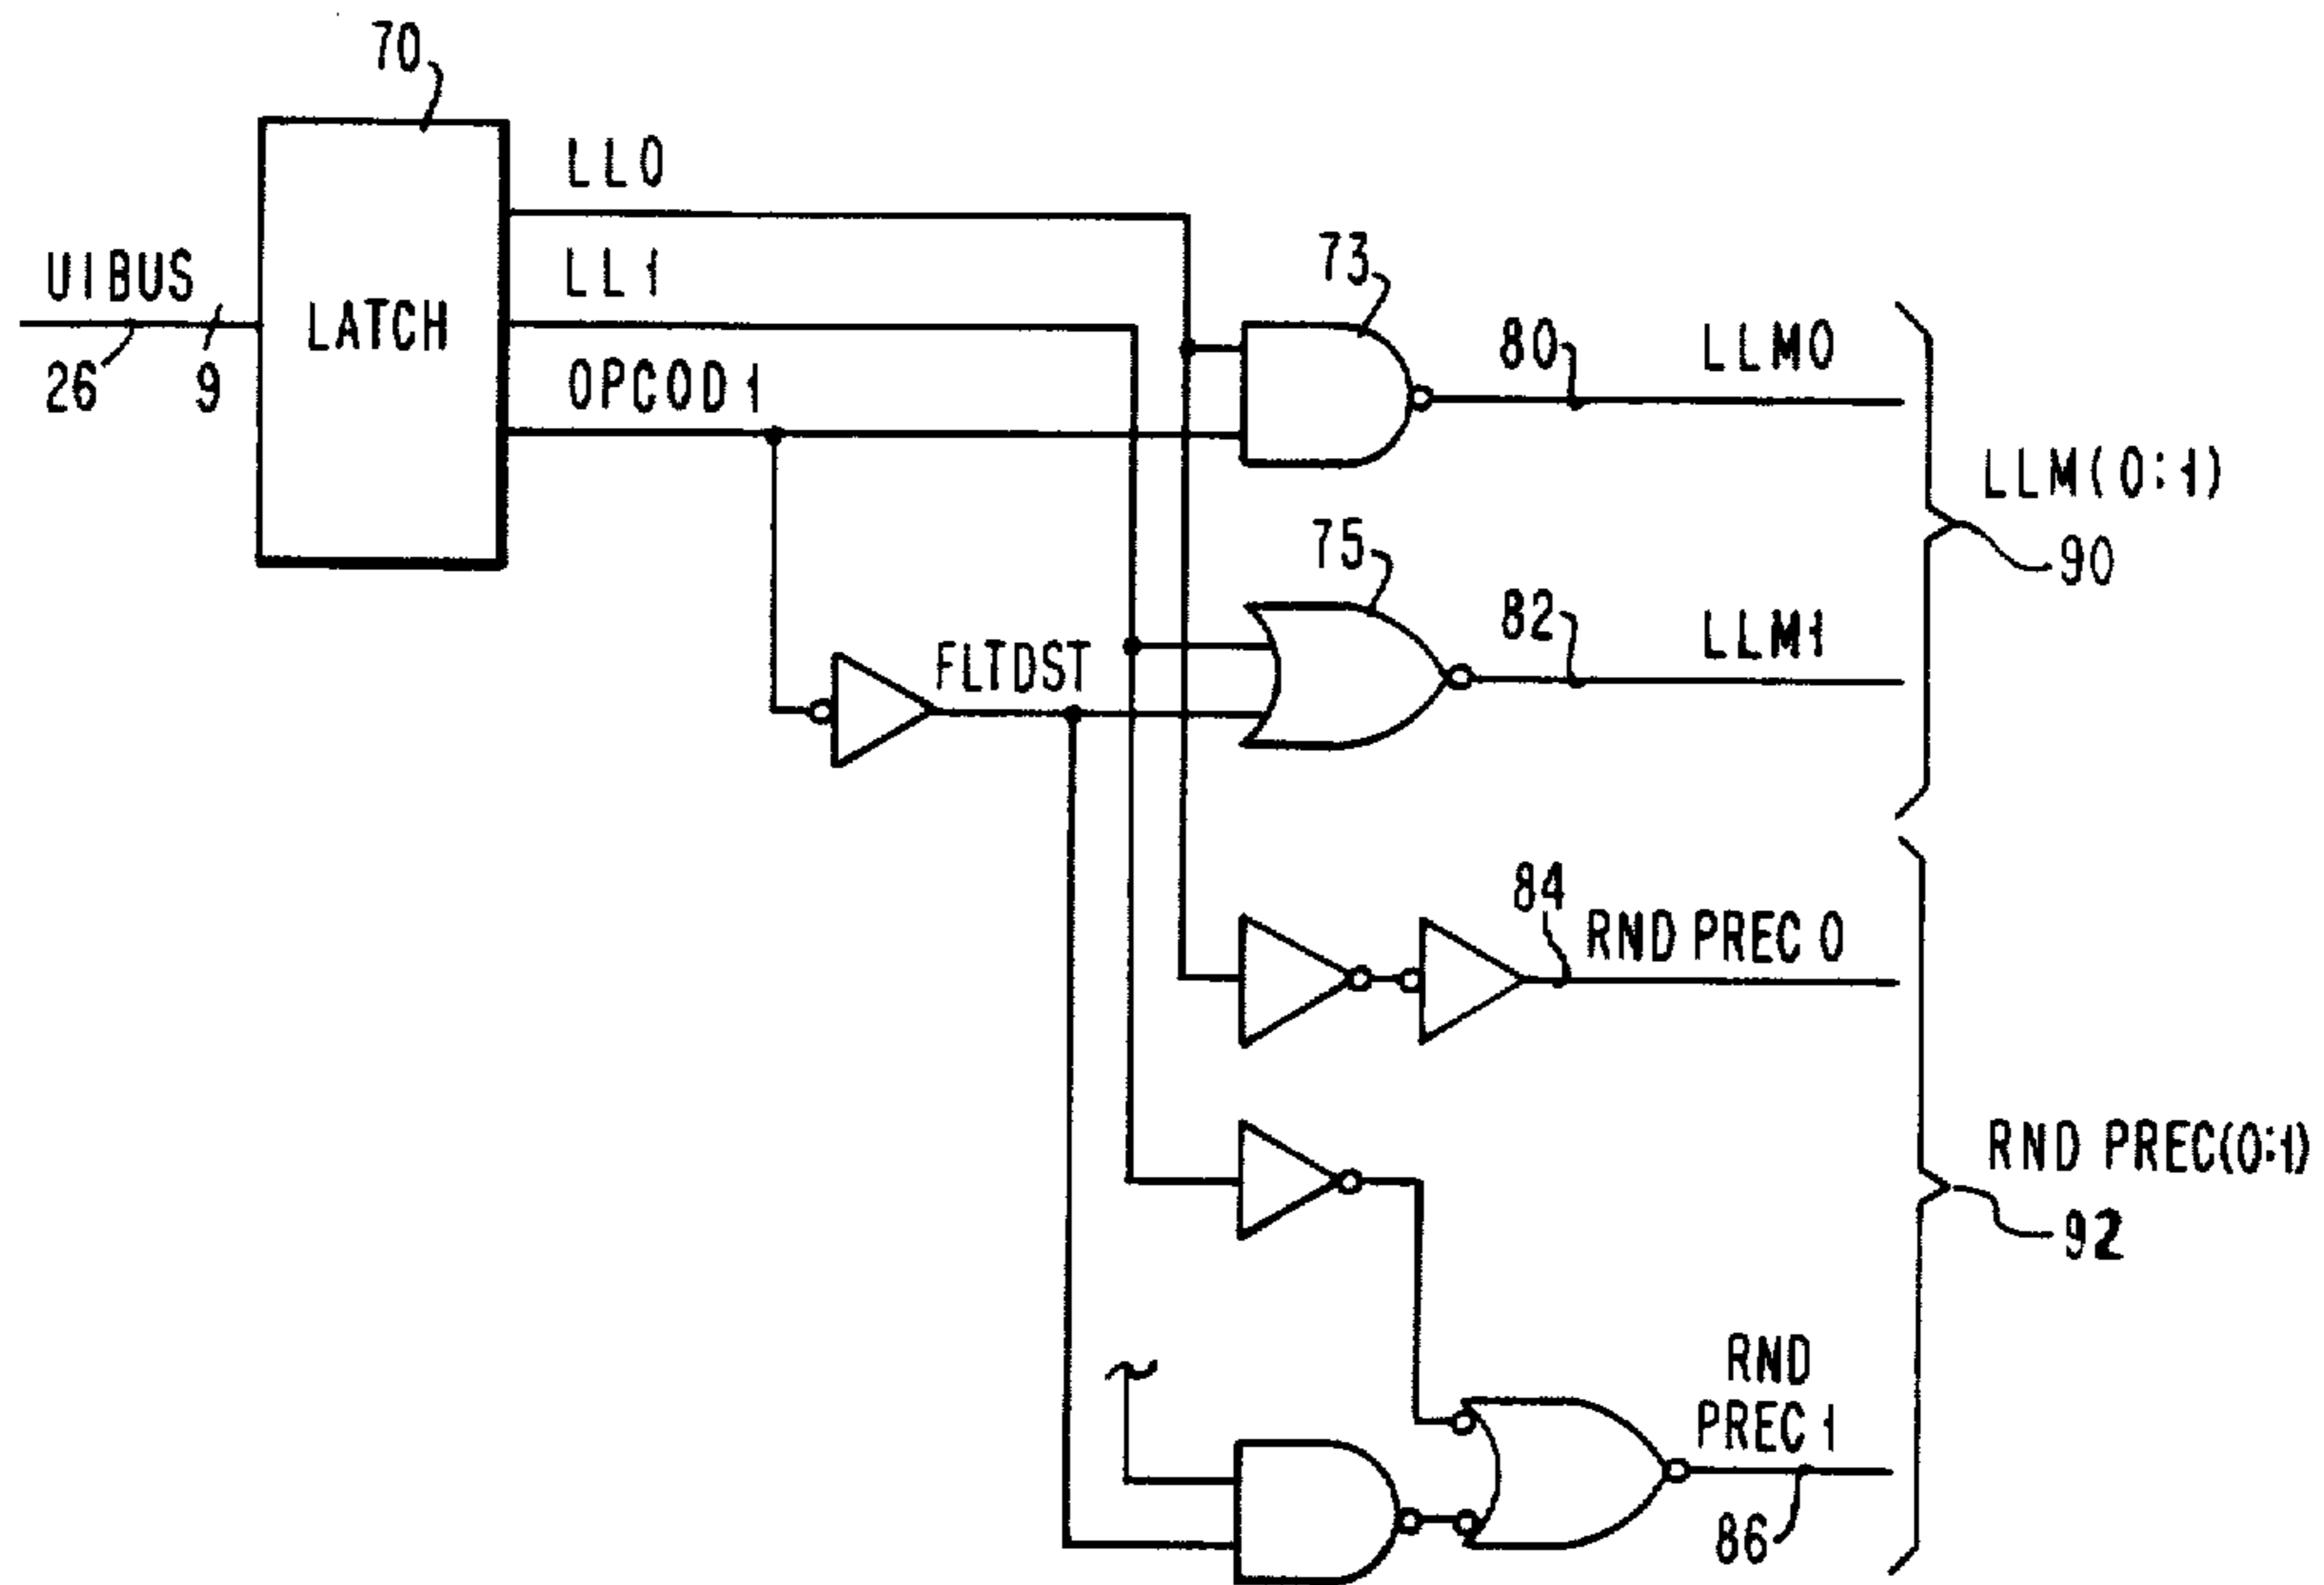 70
LL0
UIBUS
LL1
LATCH
26
9
OPCOD1
73
80
LLM0
LLM(0:1)
90
75
82
LLM1
FLTDST
84
RND PREC 0
RND PREC(0:1)
92
RND
PREC 1
86